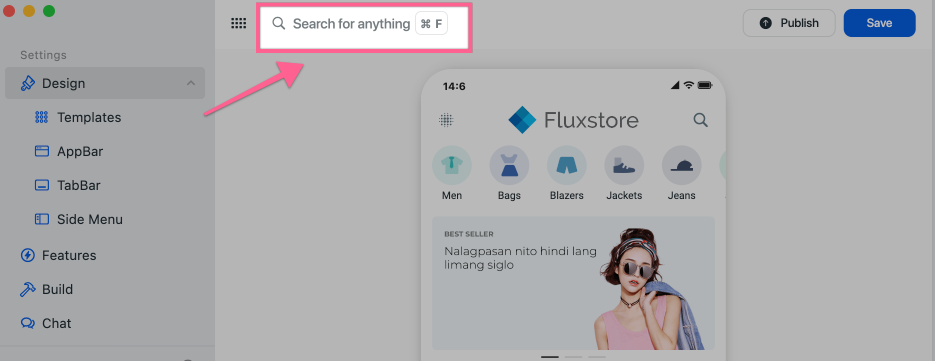 Search for anything ⌘ F
Publish
Save
Settings
Design
Templates
AppBar
TabBar
Side Menu
Features
Build
Chat
14:6
Fluxstore
Men
Bags
Blazers
Jackets
Jeans
BEST SELLER
Nalagpasan nito hindi lang
limang siglo